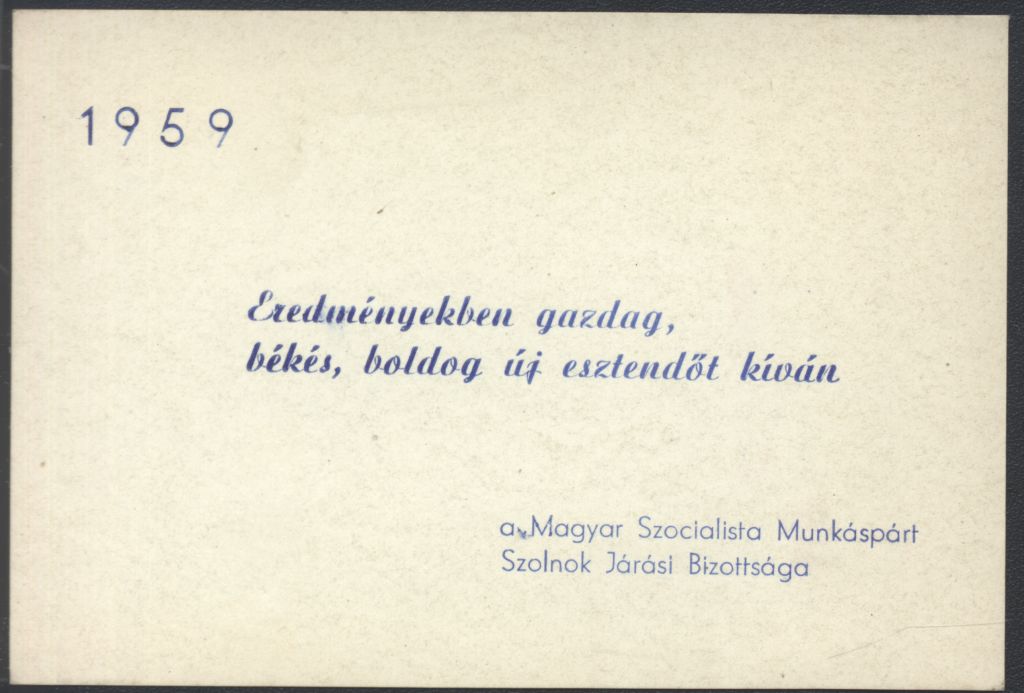 1959
Eredményekben gazdag,
békés, boldog új esztendőt kíván
a Magyar Szocialista Munkáspárt
Szolnok Járási Bizottsága